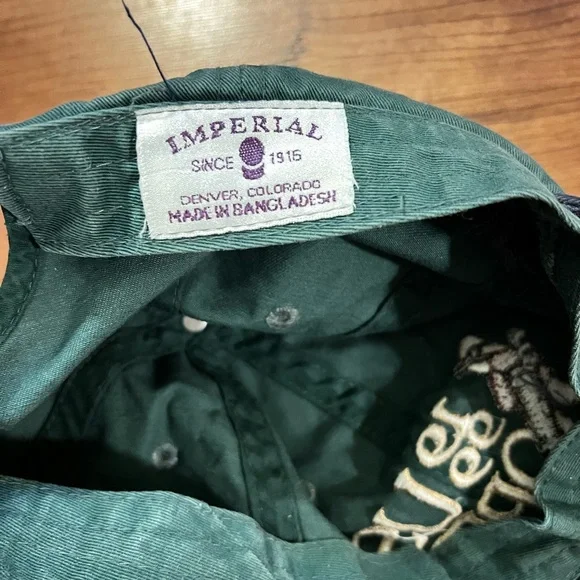 IMPERIAL
SINCE 1916
DENVER, COLORADO
MADE IN BANGLADESH